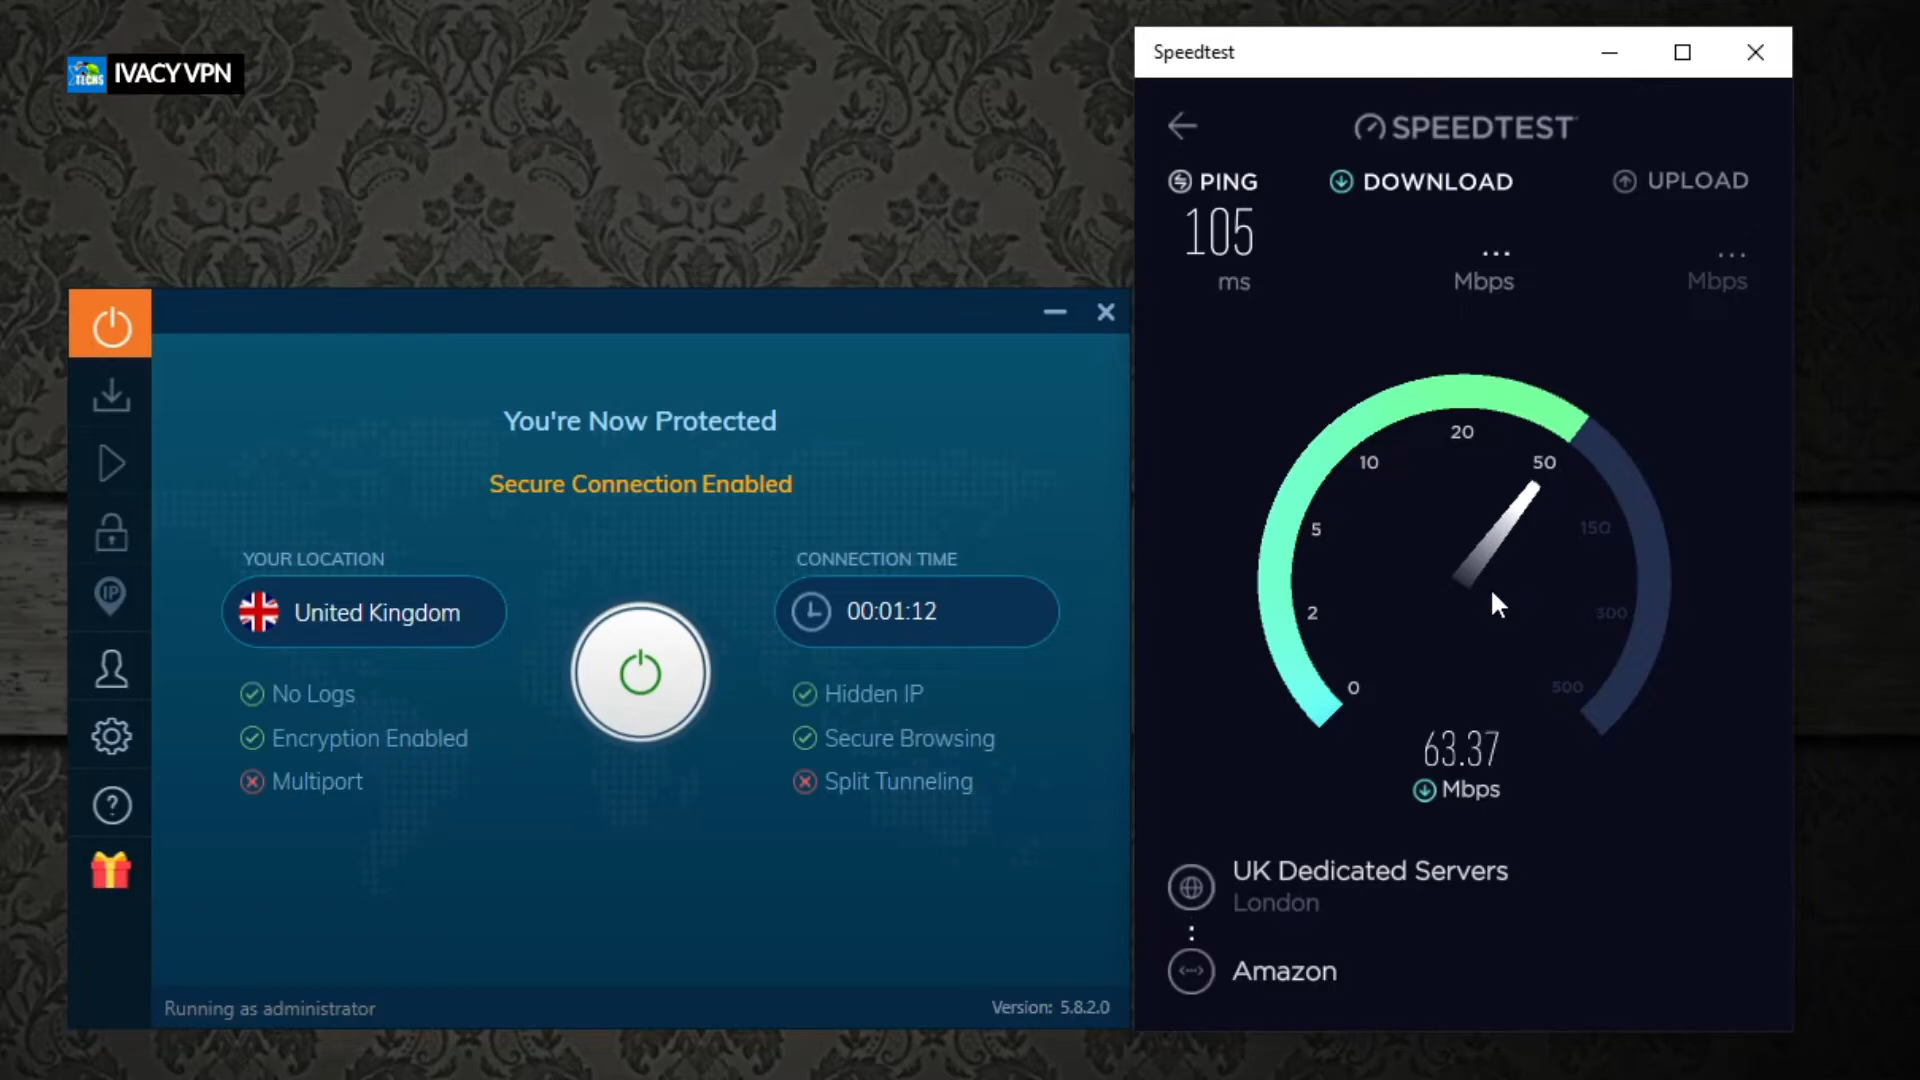 TECHS
IVACY VPN
You're Now Protected
Secure Connection Enabled
YOUR LOCATION
United Kingdom
No Logs
Encryption Enabled
Multiport
CONNECTION TIME
00:01:12
Hidden IP
Secure Browsing
Split Tunneling
IP
Running as administrator
Version: 5.8.2.0
Speedtest
SPEEDTEST
PING
105
ms
DOWNLOAD
...
Mbps
UPLOAD
...
Mbps
0
2
5
10
20
50
150
300
500
63.37
Mbps
UK Dedicated Servers
London
Amazon